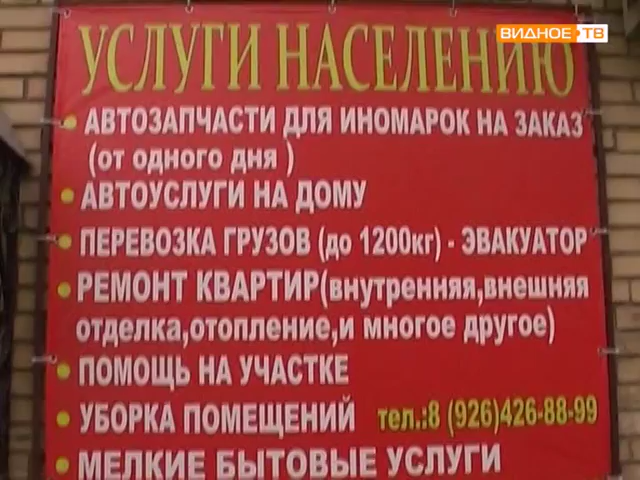 ВИДНОЕ ТВ
УСЛУГИ НАСЕЛЕНИЮ
• АВТОЗАПЧАСТИ ДЛЯ ИНОМАРОК НА ЗАКАЗ
(от одного дня )
• АВТОУСЛУГИ НА ДОМУ
• ПЕРЕВОЗКА ГРУЗОВ (до 1200кг) - ЭВАКУАТОР
• РЕМОНТ КВАРТИР(внутренняя,внешняя
отделка,отопление,и многое другое)
• ПОМОЩЬ НА УЧАСТКЕ
• УБОРКА ПОМЕЩЕНИЙ тел.:8 (926)426-88-99
• МЕЛКИЕ БЫТОВЫЕ УСЛУГИ